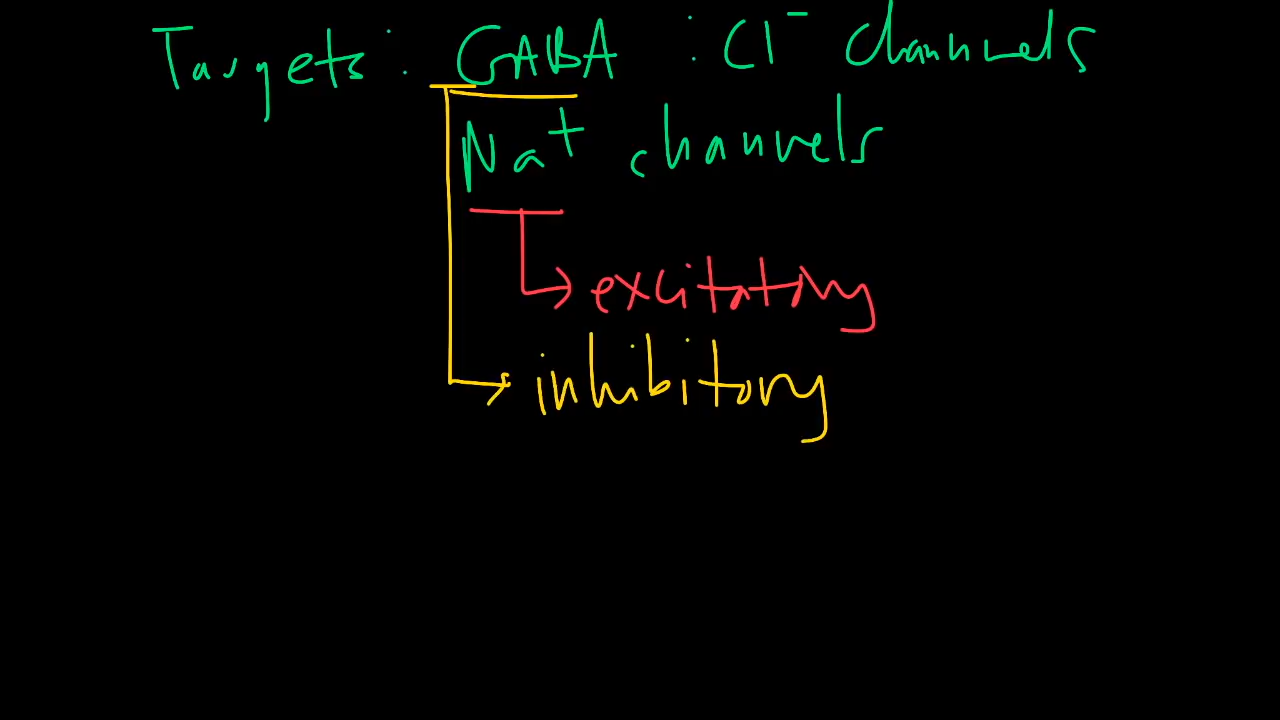 Targets : GABA : Cl⁻ channels
Na⁺ channels
excitatory
inhibitory